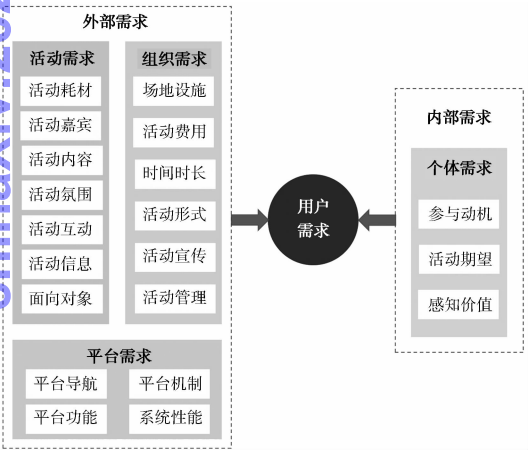 外部需求
活动需求
活动耗材
活动嘉宾
活动内容
活动氛围
活动互动
活动信息
面向对象
组织需求
场地设施
活动费用
时间时长
活动形式
活动宣传
活动管理
平台需求
平台导航
平台机制
平台功能
系统性能
用户
需求
内部需求
个体需求
参与动机
活动期望
感知价值